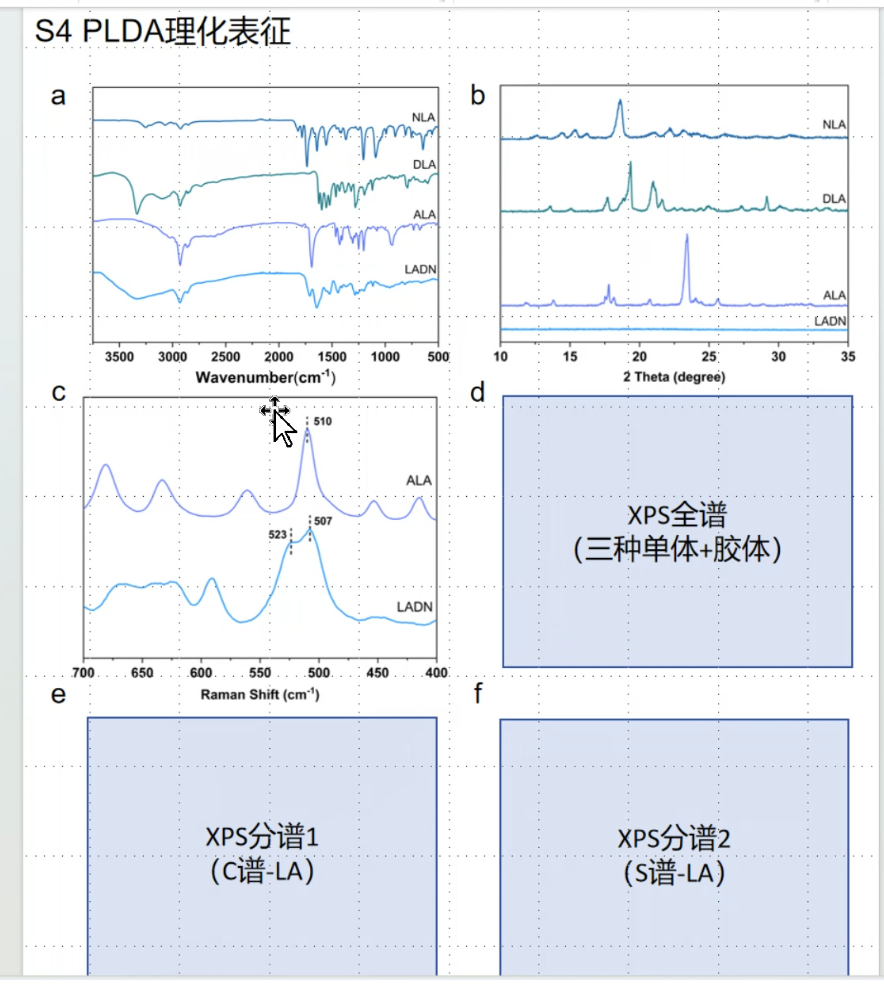 S4 PLDA理化表征
a
NLA
DLA
ALA
LADN
3500 3000 2500 2000 1500 1000 500
Wavenumber(cm⁻¹)
b
NLA
DLA
ALA
LADN
10 15 20 25 30 35
2 Theta (degree)
c
510
ALA
523
507
LADN
700 650 600 550 500 450 400
Raman Shift (cm⁻¹)
d
XPS全谱
（三种单体+胶体）
e
XPS分谱1
（C谱-LA）
f
XPS分谱2
（S谱-LA）